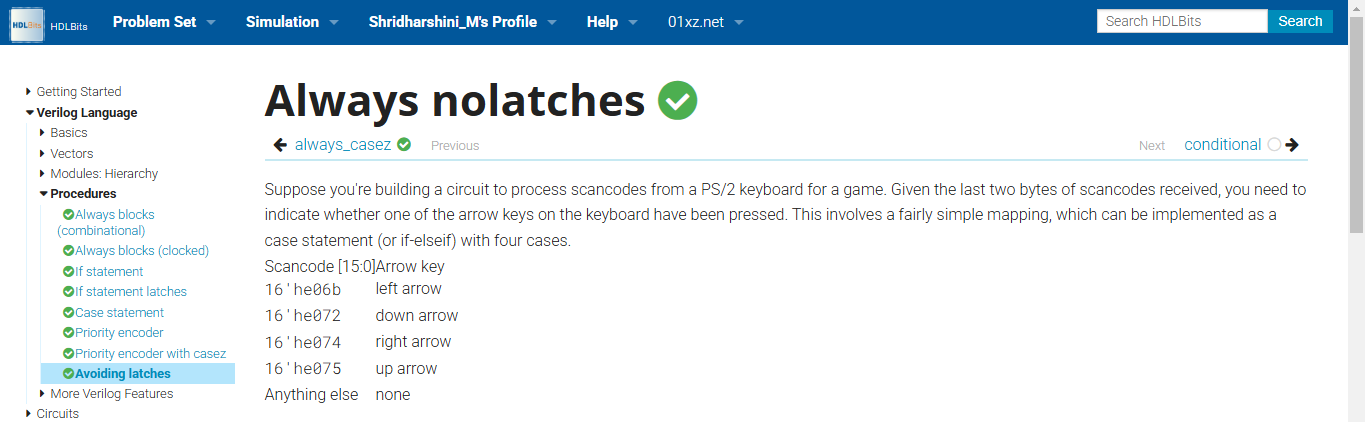 HDLBits HDLBits Problem Set Simulation Shridharshini_M's Profile Help 01xz.net Search HDLBits Search
Getting Started
Verilog Language
Basics
Vectors
Modules: Hierarchy
Procedures
Always blocks
(combinational)
Always blocks (clocked)
If statement
If statement latches
Case statement
Priority encoder
Priority encoder with casez
Avoiding latches
More Verilog Features
Circuits
Always nolatches
always_casez Previous Next conditional
Suppose you're building a circuit to process scancodes from a PS/2 keyboard for a game. Given the last two bytes of scancodes received, you need to
indicate whether one of the arrow keys on the keyboard have been pressed. This involves a fairly simple mapping, which can be implemented as a
case statement (or if-elseif) with four cases.
Scancode [15:0] Arrow key
16'he06b left arrow
16'he072 down arrow
16'he074 right arrow
16'he075 up arrow
Anything else none